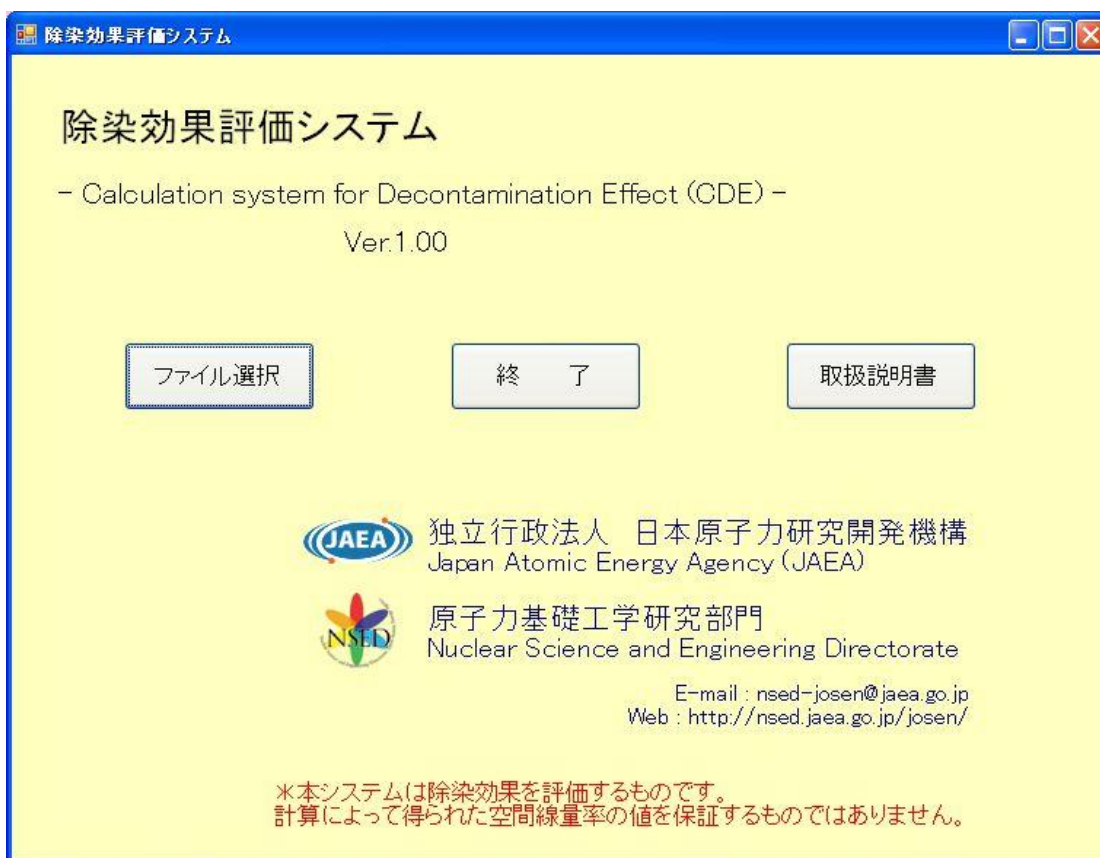 除染効果評価システム
除染効果評価システム
- Calculation system for Decontamination Effect (CDE) -
Ver.1.00
ファイル選択
終　了
取扱説明書
JAEA
独立行政法人　日本原子力研究開発機構
Japan Atomic Energy Agency (JAEA)
NSED
原子力基礎工学研究部門
Nuclear Science and Engineering Directorate
E-mail : nsed-josen@jaea.go.jp
Web : http://nsed.jaea.go.jp/josen/
※本システムは除染効果を評価するものです。
計算によって得られた空間線量率の値を保証するものではありません。